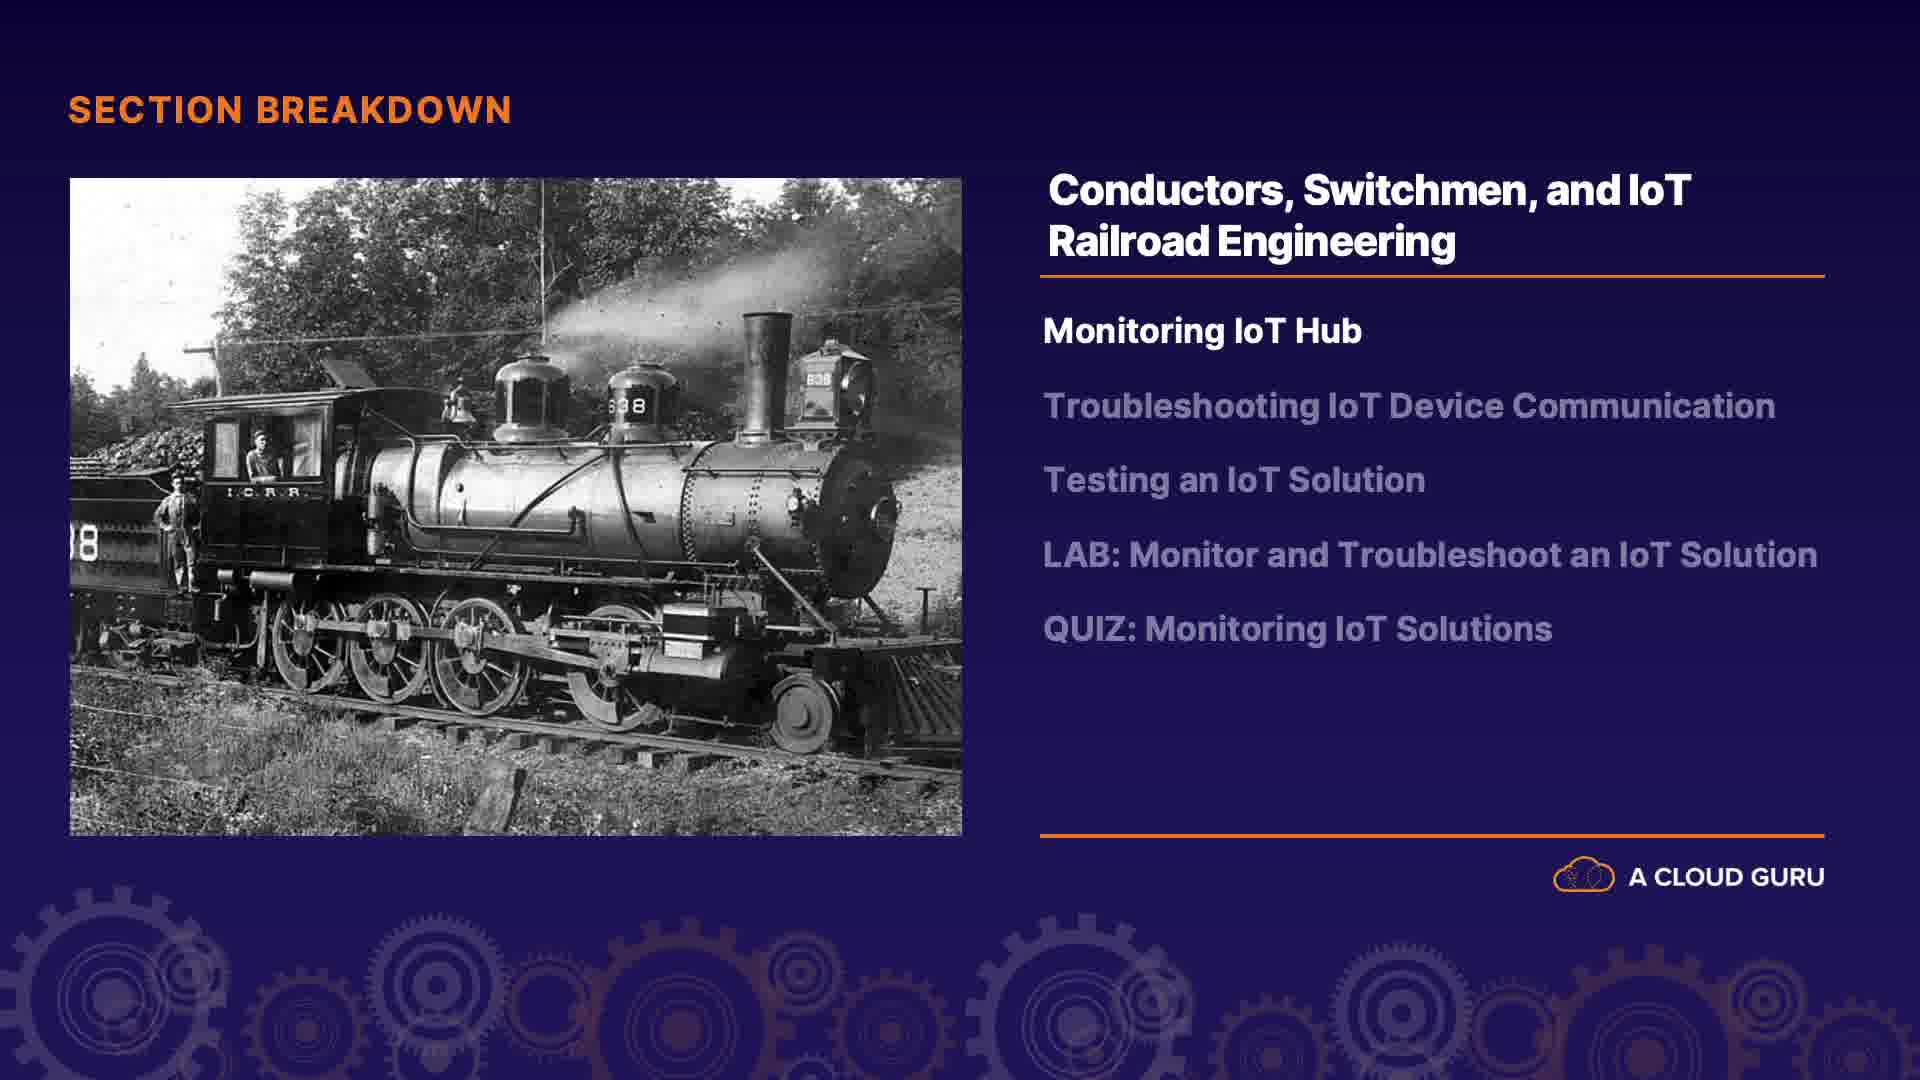 SECTION BREAKDOWN
Conductors, Switchmen, and IoT
Railroad Engineering
Monitoring IoT Hub
Troubleshooting IoT Device Communication
Testing an IoT Solution
LAB: Monitor and Troubleshoot an IoT Solution
QUIZ: Monitoring IoT Solutions
638
638
I.C.R.R.
38
A CLOUD GURU